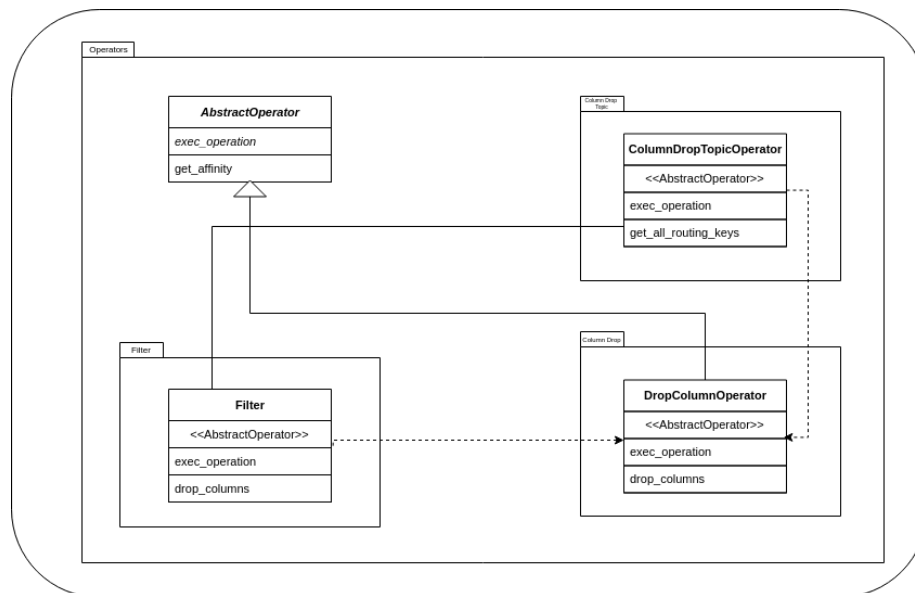 Operators
AbstractOperator
exec_operation
get_affinity
Column Drop
Topic
ColumnDropTopicOperator
<<AbstractOperator>>
exec_operation
get_all_routing_keys
Filter
Filter
<<AbstractOperator>>
exec_operation
drop_columns
Column Drop
DropColumnOperator
<<AbstractOperator>>
exec_operation
drop_columns